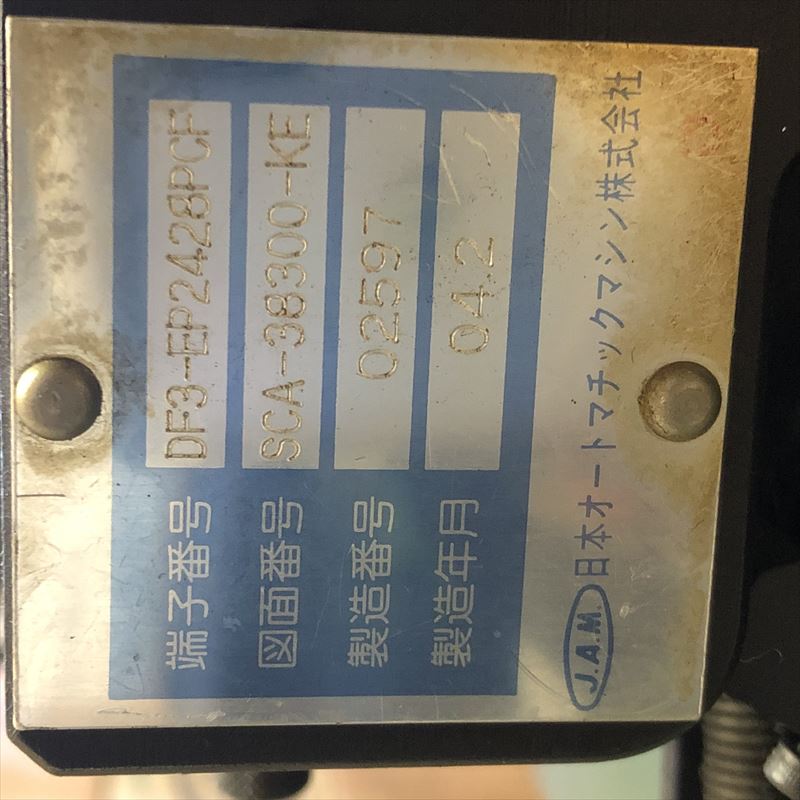 端子番号 DF3-EP2428PCF
図面番号 SCA-38300-KE
製造番号 02597
製造年月 04.2
J.A.M. 日本オートマチックマシン株式会社